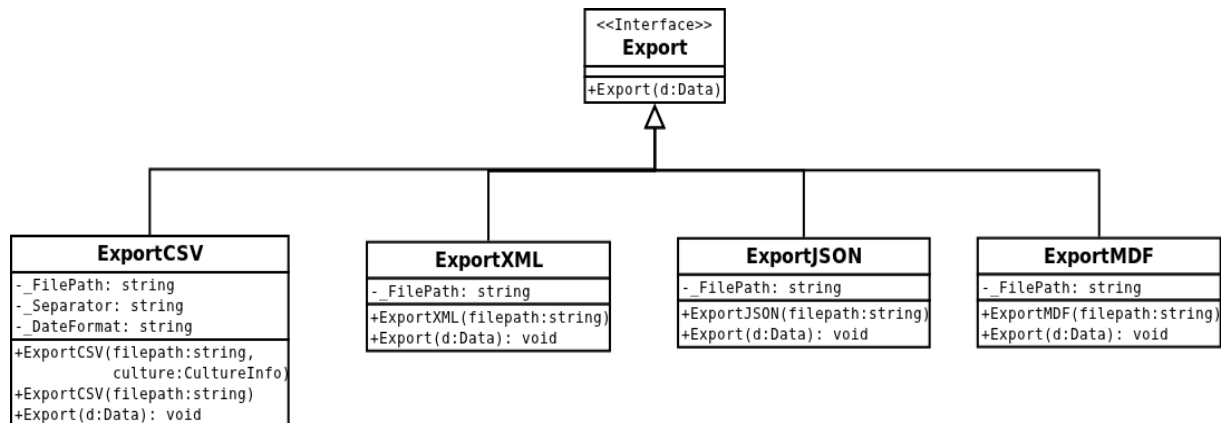 <<Interface>>
Export
+Export(d:Data)
ExportCSV
-_FilePath: string
-_Separator: string
-_DateFormat: string
+ExportCSV(filepath:string,
culture:CultureInfo)
+ExportCSV(filepath:string)
+Export(d:Data): void
ExportXML
-_FilePath: string
+ExportXML(filepath:string)
+Export(d:Data): void
ExportJSON
-_FilePath: string
+ExportJSON(filepath:string)
+Export(d:Data): void
ExportMDF
-_FilePath: string
+ExportMDF(filepath:string)
+Export(d:Data): void